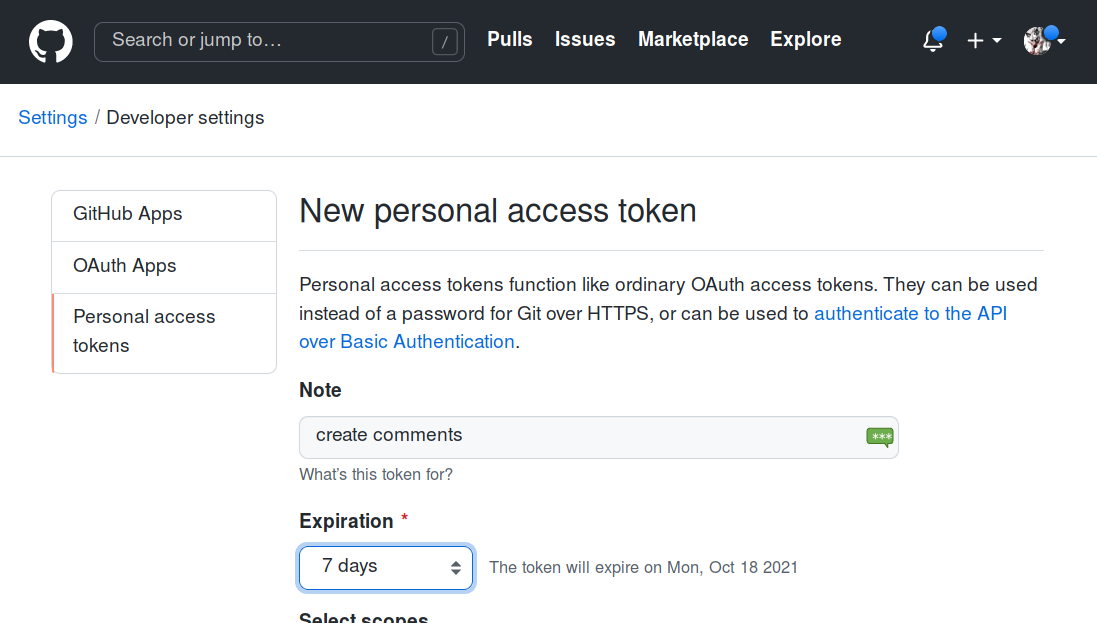 Search or jump to… /
Pulls Issues Marketplace Explore
Settings / Developer settings
GitHub Apps
OAuth Apps
Personal access
tokens
New personal access token
Personal access tokens function like ordinary OAuth access tokens. They can be used
instead of a password for Git over HTTPS, or can be used to authenticate to the API
over Basic Authentication.
Note
create comments
***
What's this token for?
Expiration *
7 days
The token will expire on Mon, Oct 18 2021
Select scopes